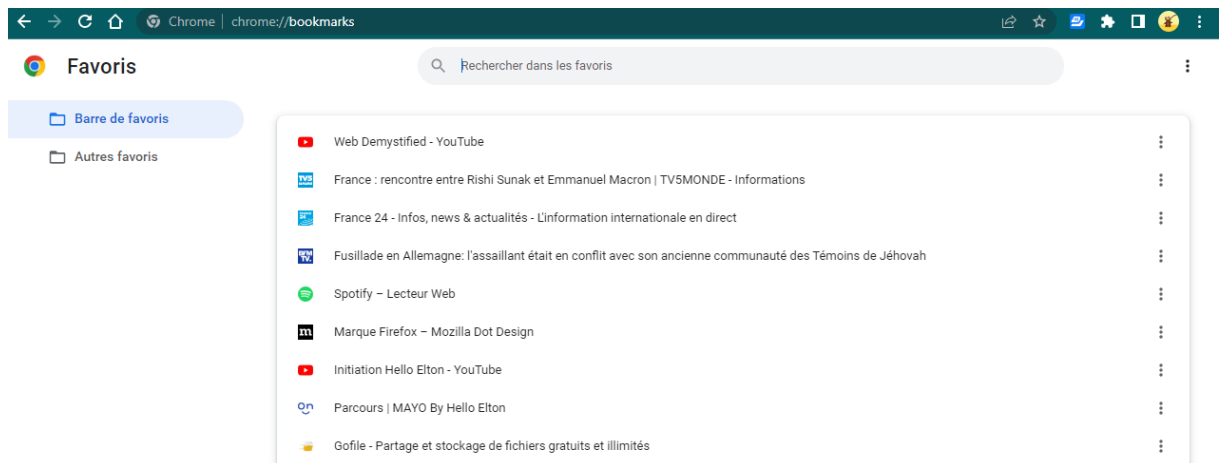 Chrome | chrome://bookmarks
Favoris
Rechercher dans les favoris
Barre de favoris
Autres favoris
Web Demystified - YouTube
TV5
France : rencontre entre Rishi Sunak et Emmanuel Macron | TV5MONDE - Informations
France 24 - Infos, news & actualités - L'information internationale en direct
BFM
TV.
Fusillade en Allemagne: l'assaillant était en conflit avec son ancienne communauté des Témoins de Jéhovah
Spotify – Lecteur Web
m
Marque Firefox – Mozilla Dot Design
Initiation Hello Elton - YouTube
on
Parcours | MAYO By Hello Elton
Gofile - Partage et stockage de fichiers gratuits et illimités